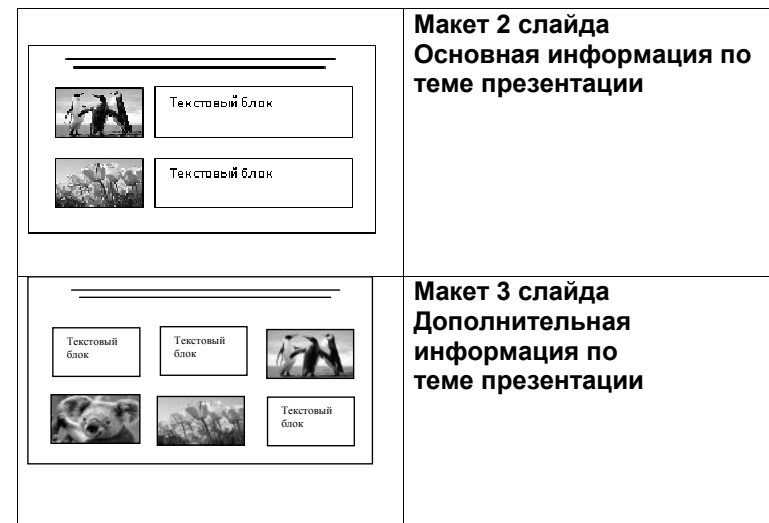 Макет 2 слайда
Основная информация по
теме презентации
Текстовый блок
Текстовый блок
Макет 3 слайда
Дополнительная
информация по
теме презентации
Текстовый
блок
Текстовый
блок
Текстовый
блок